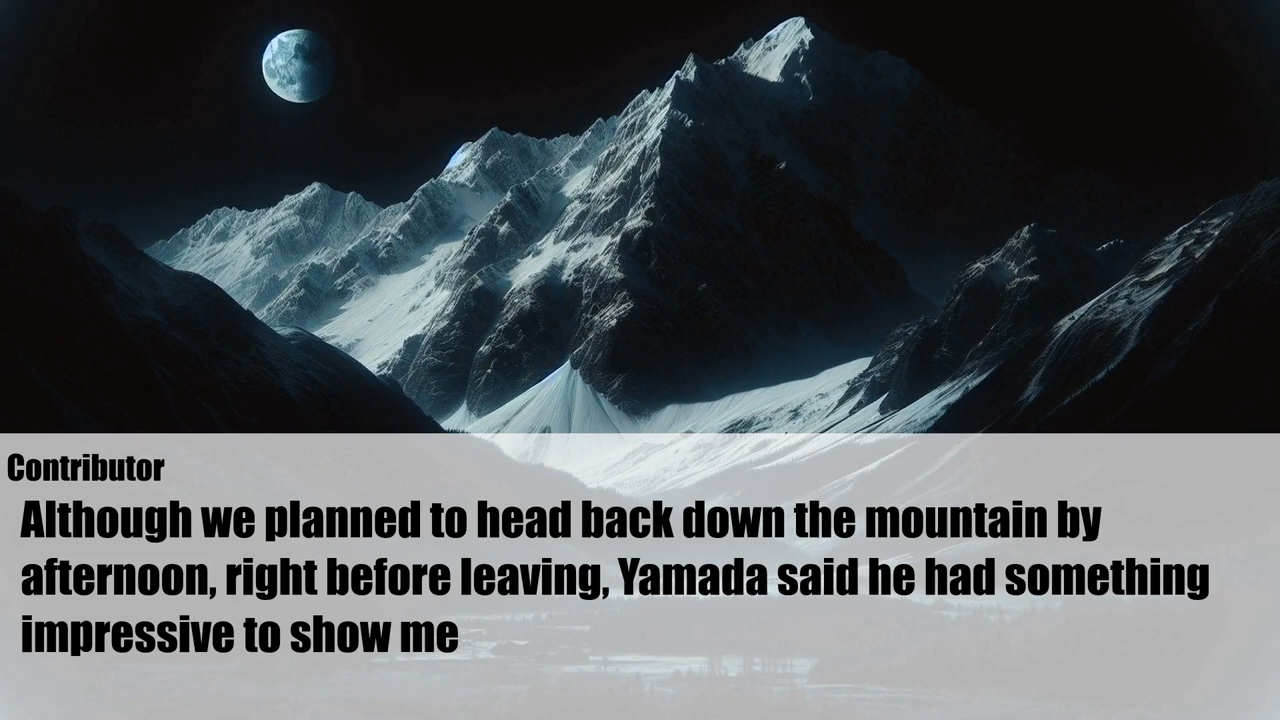 Contributor
Although we planned to head back down the mountain by
afternoon, right before leaving, Yamada said he had something
impressive to show me